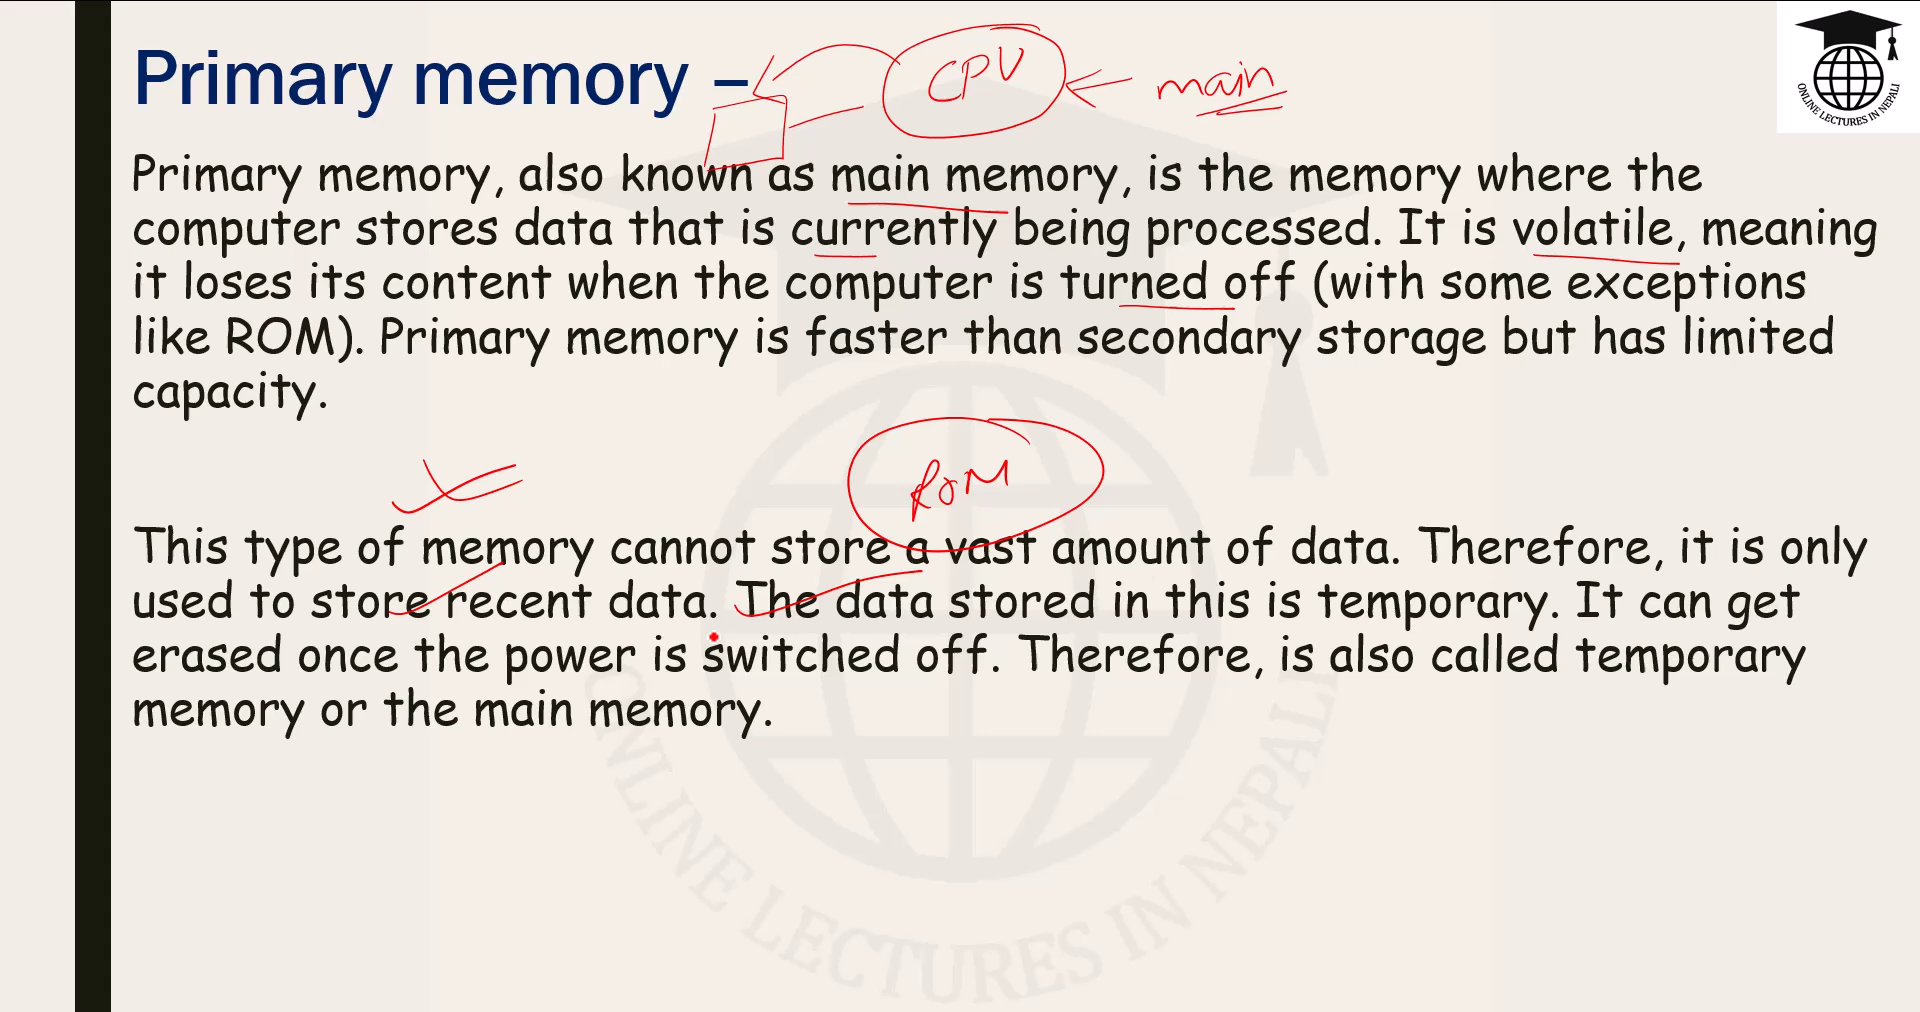 Primary memory –
CPU
main
ONLINE LECTURES IN NEPALI
Primary memory, also known as main memory, is the memory where the
computer stores data that is currently being processed. It is volatile, meaning
it loses its content when the computer is turned off (with some exceptions
like ROM). Primary memory is faster than secondary storage but has limited
capacity.
ROM
This type of memory cannot store a vast amount of data. Therefore, it is only
used to store recent data. The data stored in this is temporary. It can get
erased once the power is switched off. Therefore, is also called temporary
memory or the main memory.
ONLINE LECTURES IN NEPALI